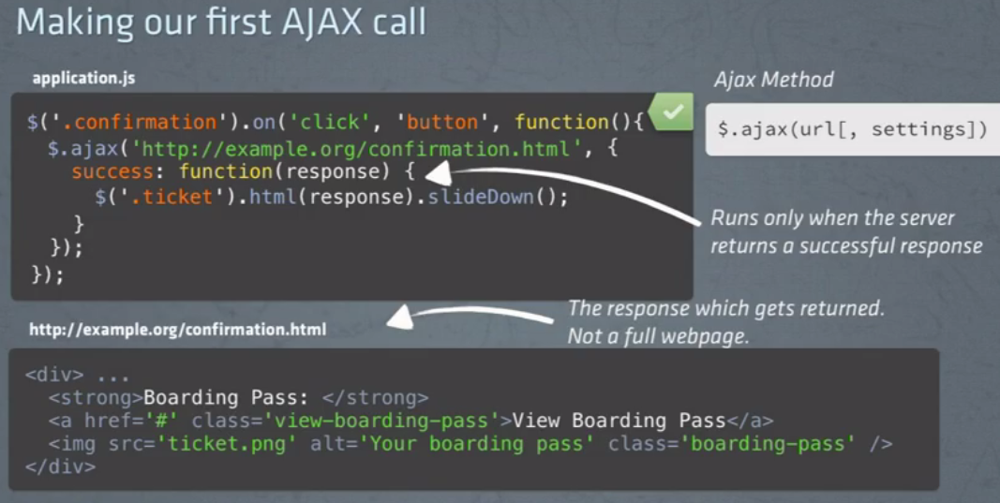 Making our first AJAX call
application.js
$('.confirmation').on('click', 'button', function(){
$.ajax('http://example.org/confirmation.html', {
success: function(response) {
$('.ticket').html(response).slideDown();
}
});
});
Ajax Method
$.ajax(url[, settings])
Runs only when the server
returns a successful response
The response which gets returned.
Not a full webpage.
http://example.org/confirmation.html
<div> ...
<strong>Boarding Pass: </strong>
<a href='#' class='view-boarding-pass'>View Boarding Pass</a>
<img src='ticket.png' alt='Your boarding pass' class='boarding-pass' />
</div>